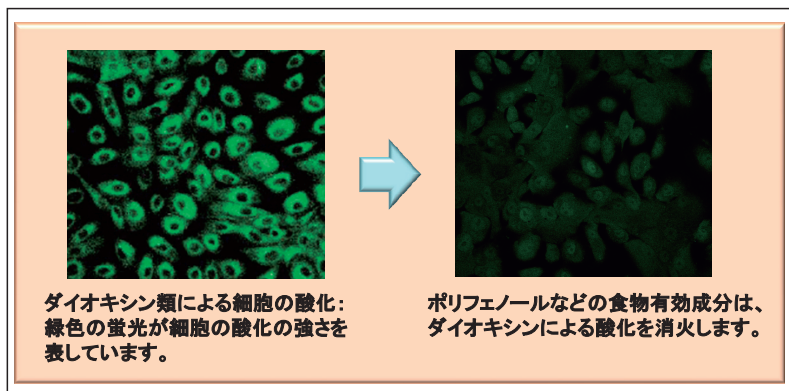 ダイオキシン類による細胞の酸化：
緑色の蛍光が細胞の酸化の強さを
表しています。
ポリフェノールなどの食物有効成分は、
ダイオキシンによる酸化を消火します。